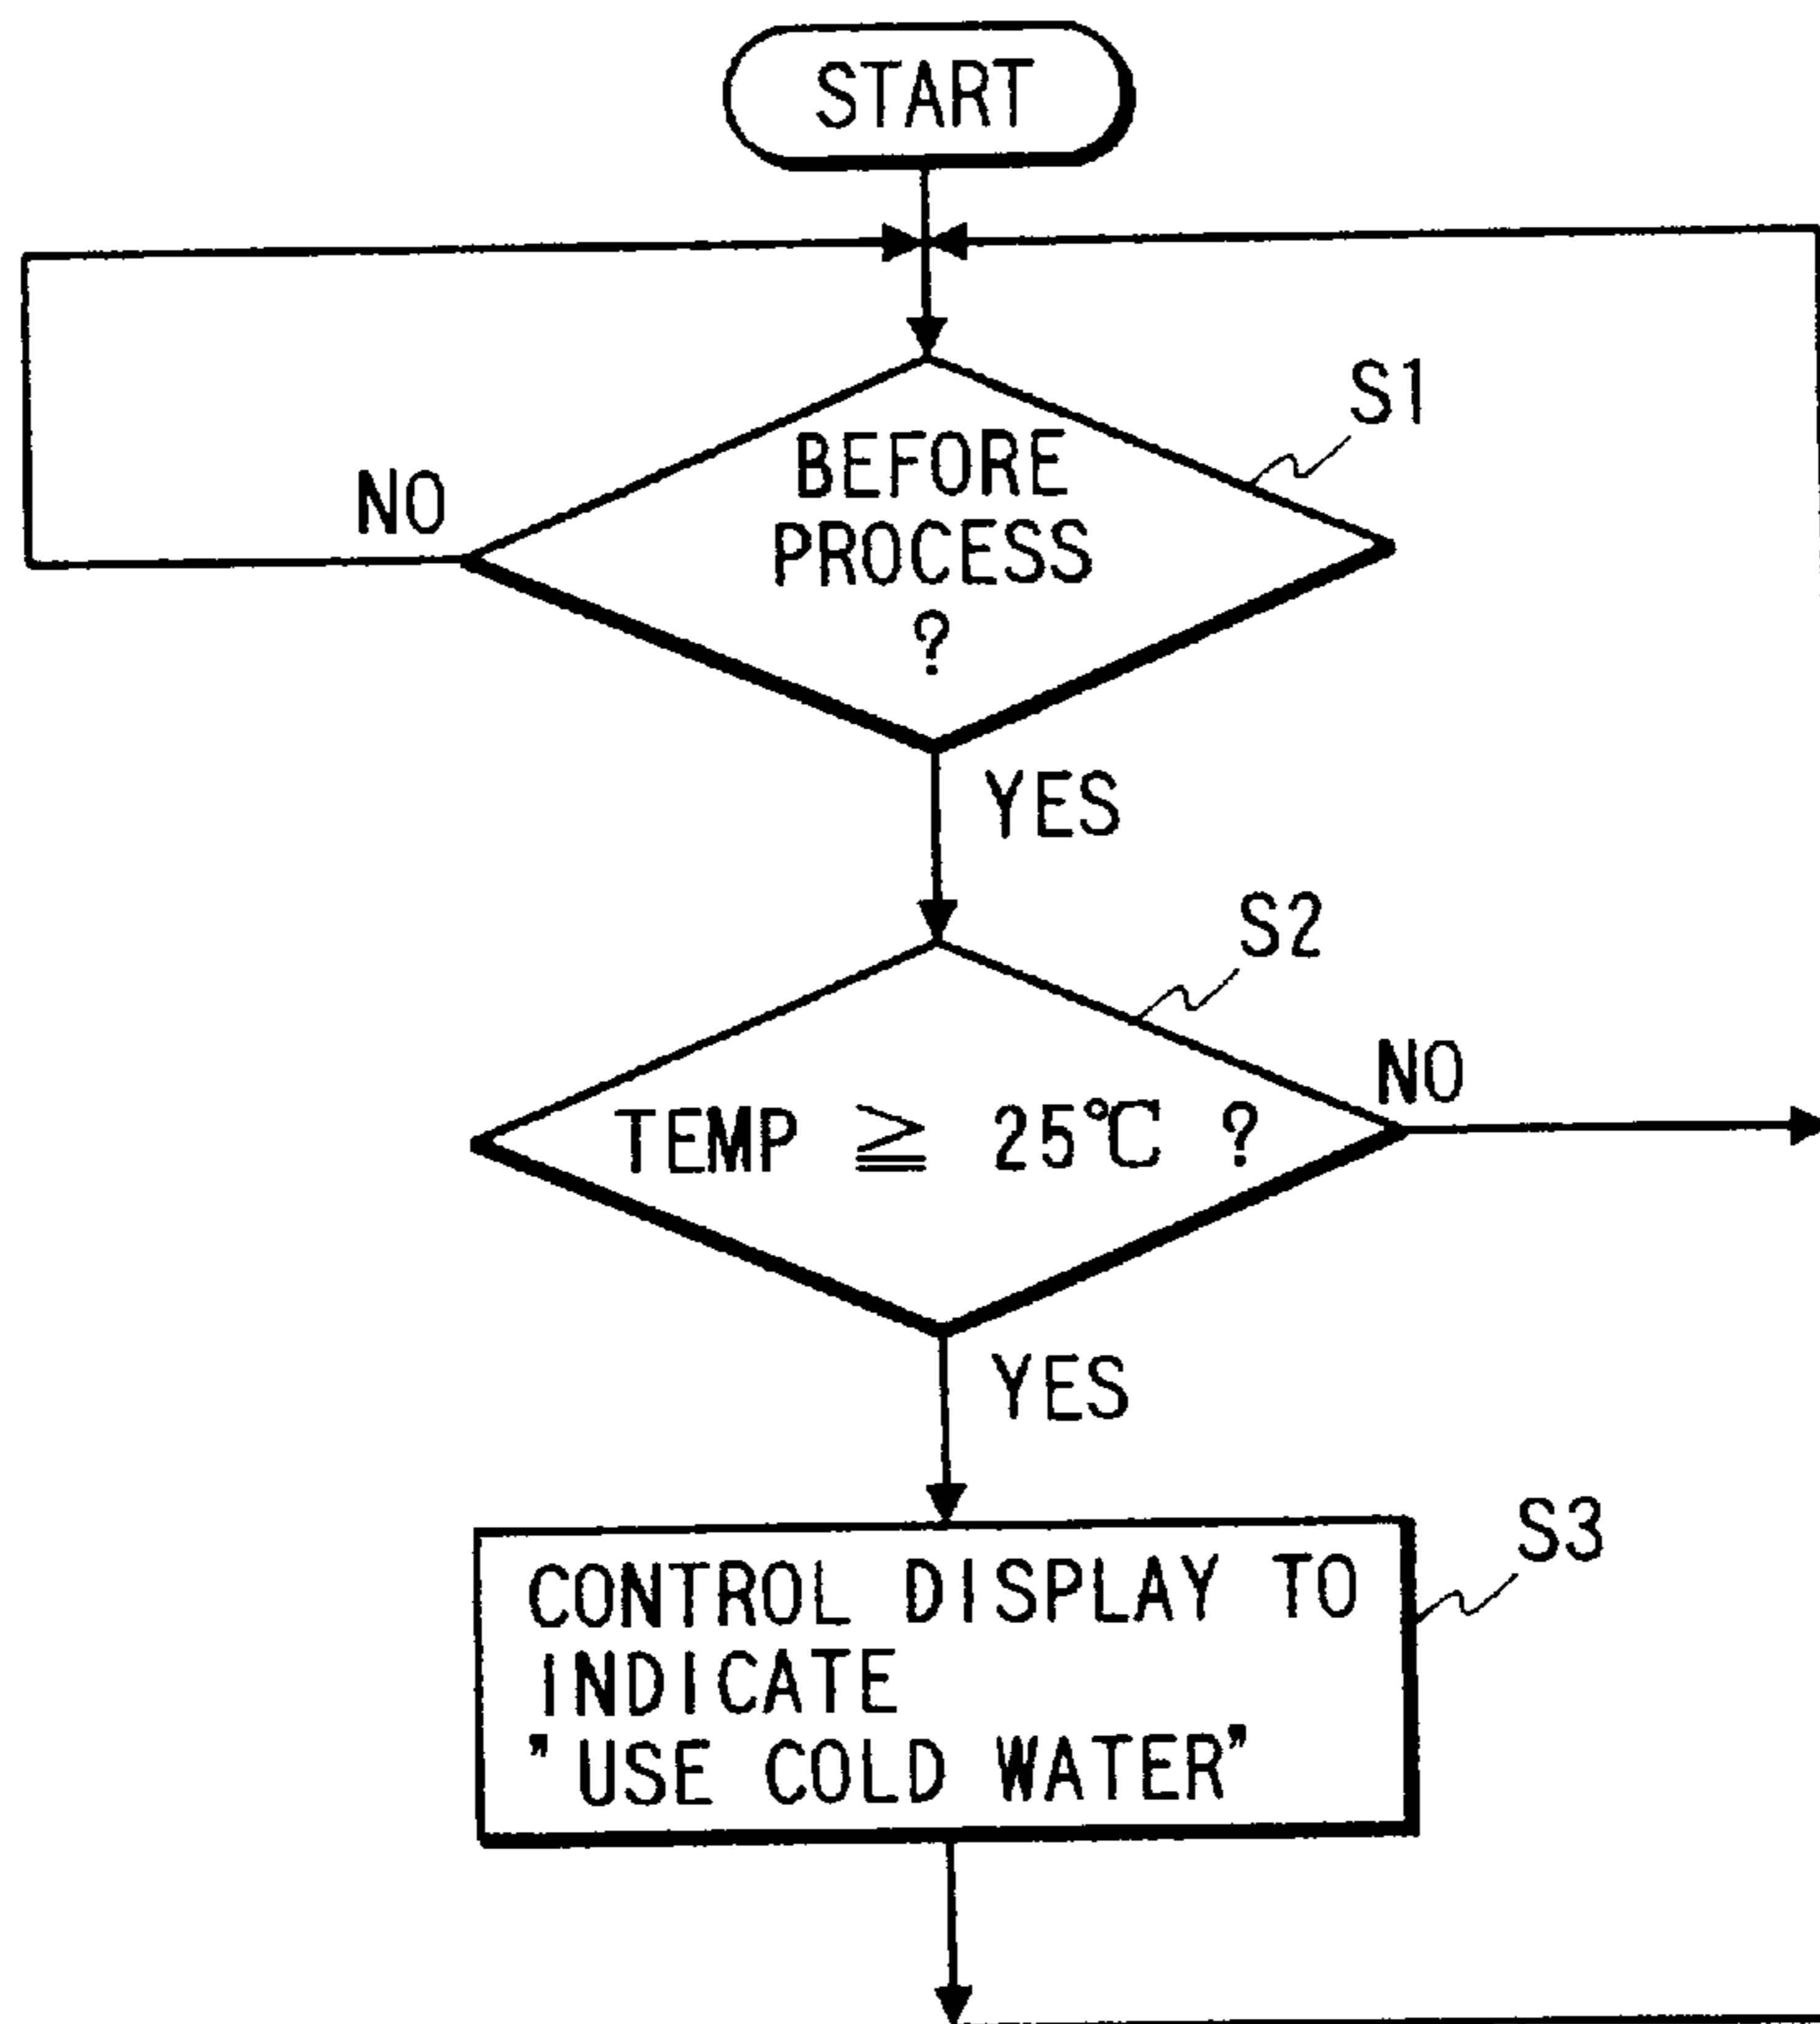 START
S1
BEFORE
PROCESS
?
NO
YES
S2
TEMP ≧ 25℃ ?
NO
YES
S3
CONTROL DISPLAY TO
INDICATE
"USE COLD WATER"